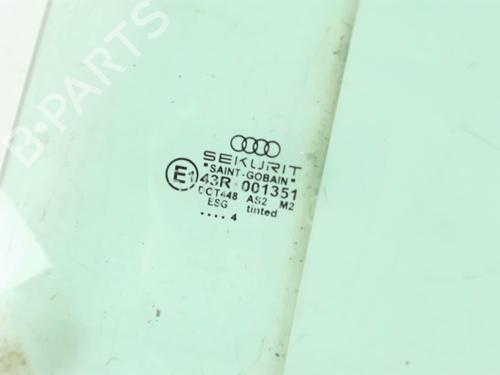 B-PARTS
SEKURIT
"SAINT-GOBAIN"
E1 43R-001351
DOT448 AS2 M2
ESG tinted
.... 4